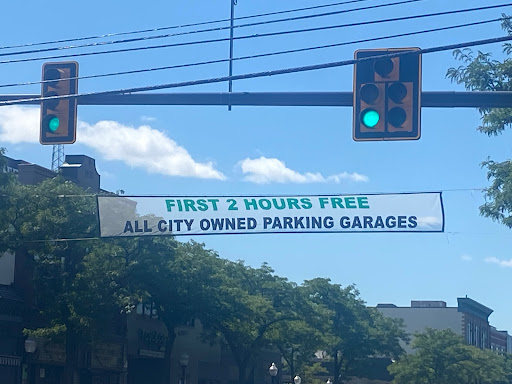 FIRST 2 HOURS FREE
ALL CITY OWNED PARKING GARAGES